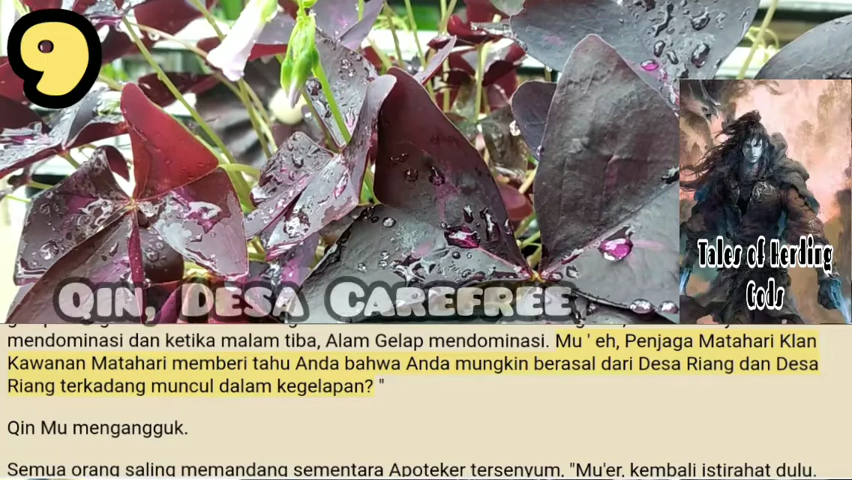 9
Tales of Herding
Gods
Qin, Desa Carefree
mendominasi dan ketika malam tiba, Alam Gelap mendominasi. Mu ' eh, Penjaga Matahari Klan
Kawanan Matahari memberi tahu Anda bahwa Anda mungkin berasal dari Desa Riang dan Desa
Riang terkadang muncul dalam kegelapan? "
Qin Mu mengangguk.
Semua orang saling memandang sementara Apoteker tersenyum, "Mu'er, kembali istirahat dulu.